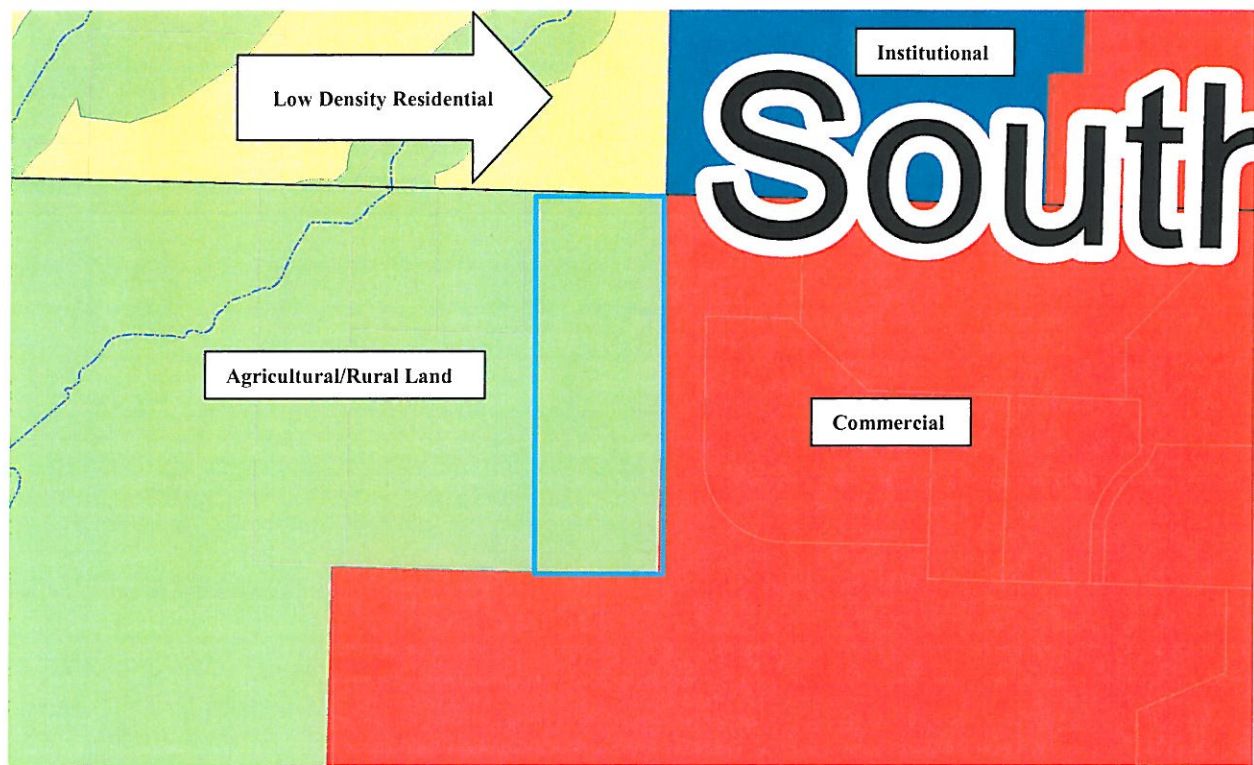 Institutional
Low Density Residential
South
Agricultural/Rural Land
Commercial